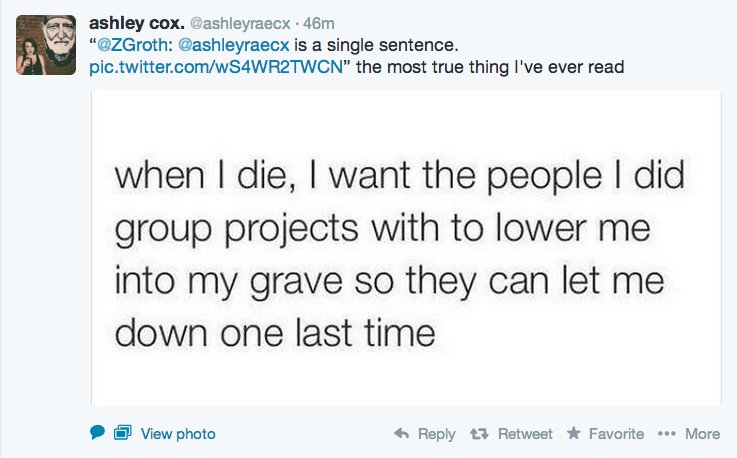 ashley cox. @ashleyraecx · 46m
“@ZGroth: @ashleyraecx is a single sentence.
pic.twitter.com/wS4WR2TWCN” the most true thing I've ever read
when I die, I want the people I did
group projects with to lower me
into my grave so they can let me
down one last time
View photo Reply Retweet Favorite More